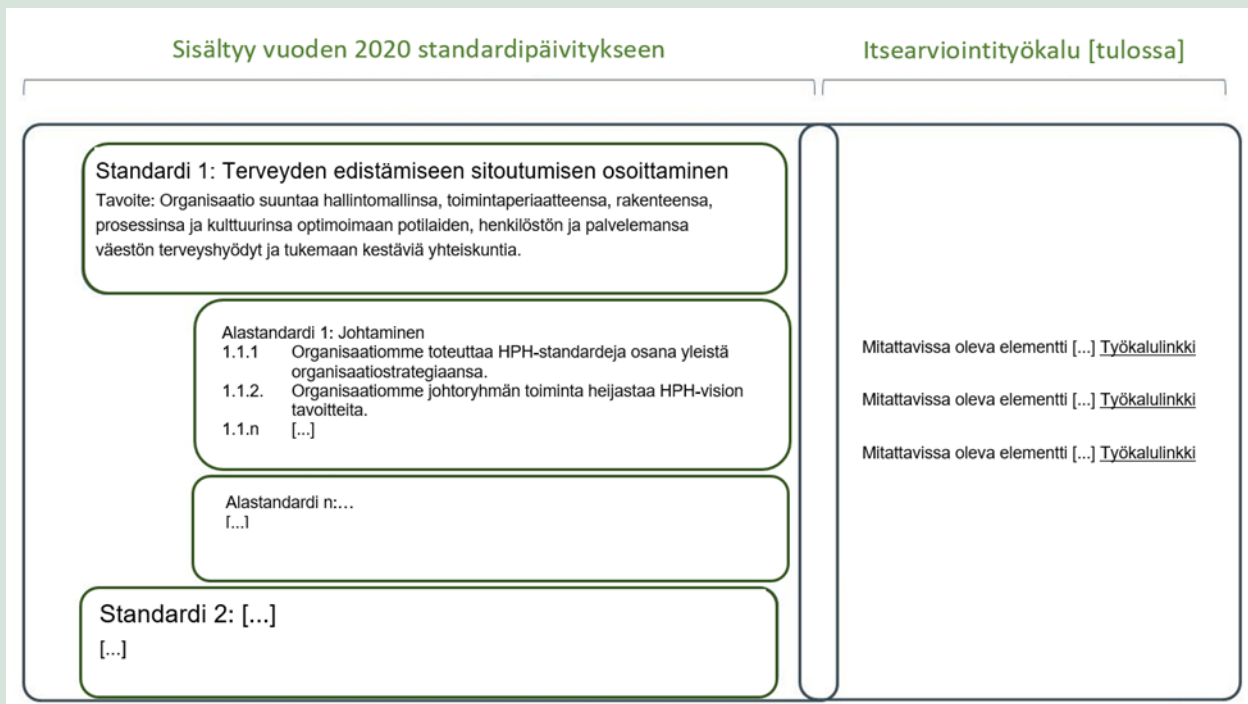 Sisältyy vuoden 2020 standardipäivitykseen
Itsearviointityökalu [tulossa]
Standardi 1: Terveyden edistämiseen sitoutumisen osoittaminen
Tavoite: Organisaatio suuntaa hallintomallinsa, toimintaperiaatteensa, rakenteensa,
prosessinsa ja kulttuurinsa optimoimaan potilaiden, henkilöstön ja palvelemansa
väestön terveyshyödyt ja tukemaan kestäviä yhteiskuntia.
Alastandardi 1: Johtaminen
1.1.1 Organisaatiomme toteuttaa HPH-standardeja osana yleistä
organisaatiostrategiaansa.
1.1.2. Organisaatiomme johtoryhmän toiminta heijastaa HPH-vision
tavoitteita.
1.1.n [...]
Alastandardi n:...
[...]
Standardi 2: [...]
[...]
Mitattavissa oleva elementti [...] Työkalulinkki
Mitattavissa oleva elementti [...] Työkalulinkki
Mitattavissa oleva elementti [...] Työkalulinkki